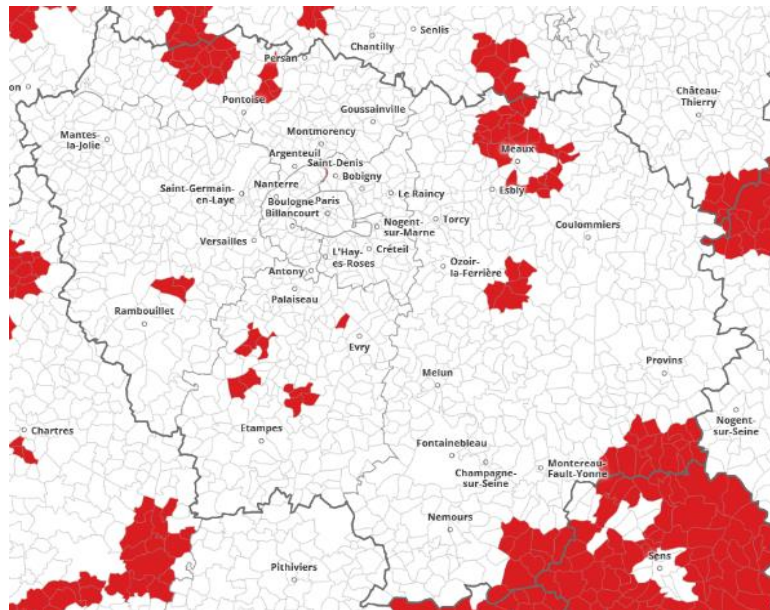 Senlis
Chantilly
Persan
on
Château-
Thierry
Pontoise
Goussainville
Mantes-
la-Jolie
Montmorency
Meaux
Argenteuil
Saint-Denis
Bobigny
Saint-Germain-
en-Laye
Nanterre
Le Raincy
Esbly
Boulogne
Billancourt
Paris
Nogent-
sur-Marne
Torcy
Coulommiers
Versailles
Créteil
L'Hay-
es-Roses
Antony
Ozoir-
la-Ferrière
Palaiseau
Rambouillet
Evry
Provins
Melun
Chartres
Etampes
Nogent-
sur-Seine
Fontainebleau
Champagne-
sur-Seine
Montereau-
Fault-Yonne
Nemours
Sens
Pithiviers